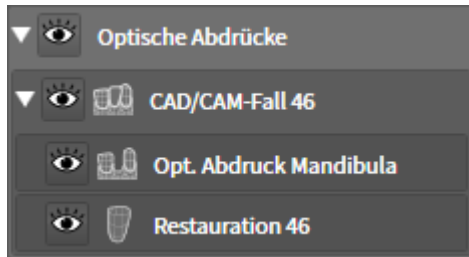 Optische Abdrücke
CAD/CAM-Fall 46
Opt. Abdruck Mandibula
Restauration 46